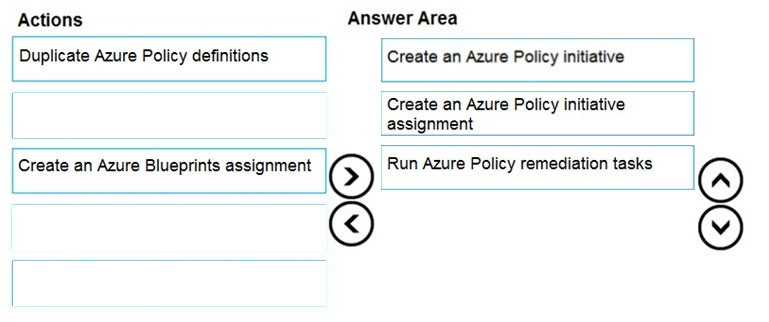 Actions
Answer Area
Duplicate Azure Policy definitions
Create an Azure Policy initiative
Create an Azure Policy initiative
assignment
Create an Azure Blueprints assignment
Run Azure Policy remediation tasks